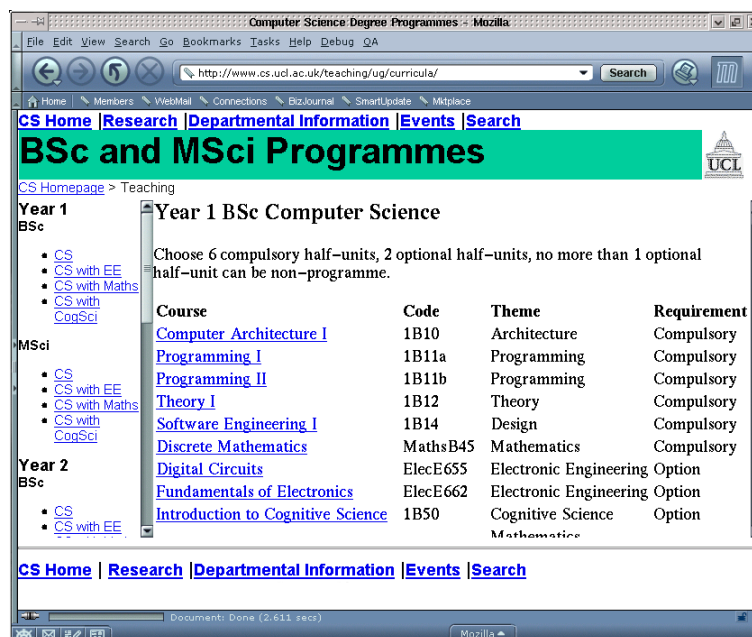 Computer Science Degree Programmes - Mozilla
File Edit View Search Go Bookmarks Tasks Help Debug QA
http://www.cs.ucl.ac.uk/teaching/ug/curricula/ Search
Home Members WebMail Connections BizJournal SmartUpdate Mktplace
CS Home |Research |Departmental Information |Events |Search
BSc and MSci Programmes
UCL
CS Homepage > Teaching
Year 1
BSc
CS
CS with EE
CS with Maths
CS with
CogSci
MSci
CS
CS with EE
CS with Maths
CS with
CogSci
Year 2
BSc
CS
CS with EE
Year 1 BSc Computer Science
Choose 6 compulsory half-units, 2 optional half-units, no more than 1 optional
half-unit can be non-programme.
Course Code Theme Requirement
Computer Architecture I 1B10 Architecture Compulsory
Programming I 1B11a Programming Compulsory
Programming II 1B11b Programming Compulsory
Theory I 1B12 Theory Compulsory
Software Engineering I 1B14 Design Compulsory
Discrete Mathematics MathsB45 Mathematics Compulsory
Digital Circuits ElecE655 Electronic Engineering Option
Fundamentals of Electronics ElecE662 Electronic Engineering Option
Introduction to Cognitive Science 1B50 Cognitive Science Option
Mathematics
CS Home | Research |Departmental Information |Events |Search
Document: Done (2.611 secs)
Mozilla